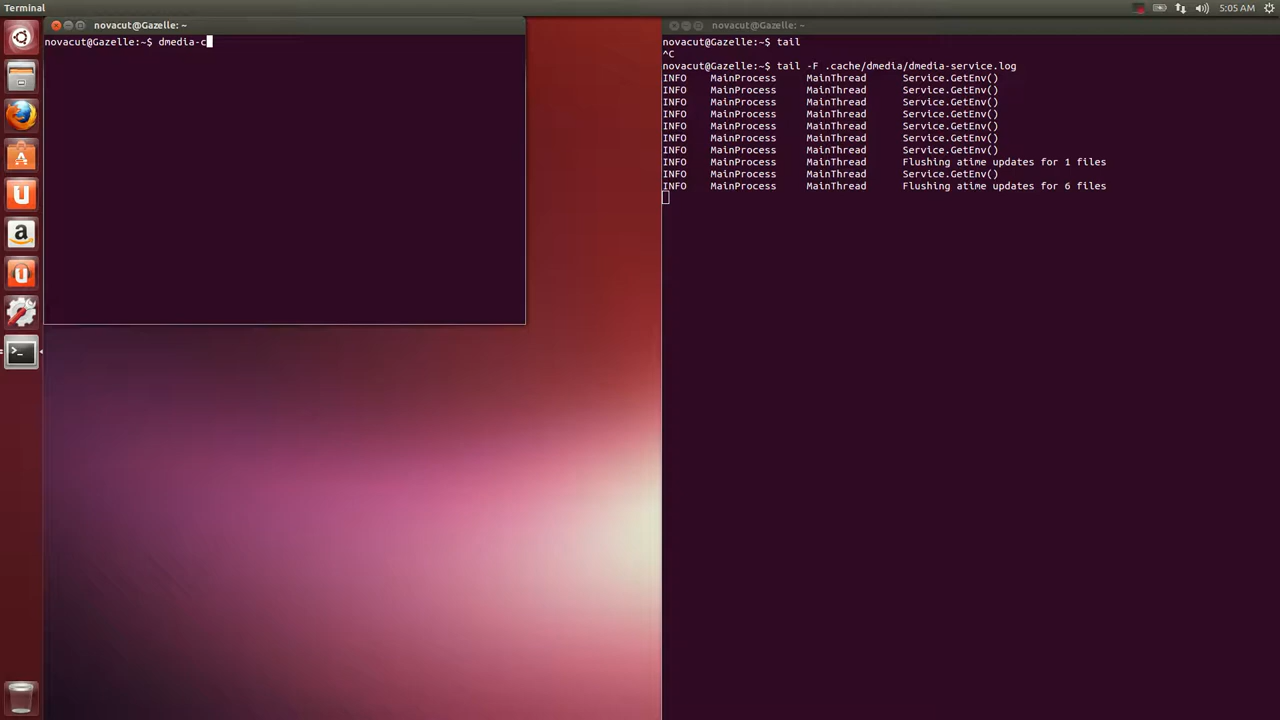 Terminal
5:05 AM
novacut@Gazelle: ~
novacut@Gazelle:~$ dmedia-c
novacut@Gazelle: ~
novacut@Gazelle:~$ tail
^C
novacut@Gazelle:~$ tail -F .cache/dmedia/dmedia-service.log
INFO MainProcess MainThread Service.GetEnv()
INFO MainProcess MainThread Service.GetEnv()
INFO MainProcess MainThread Service.GetEnv()
INFO MainProcess MainThread Service.GetEnv()
INFO MainProcess MainThread Service.GetEnv()
INFO MainProcess MainThread Service.GetEnv()
INFO MainProcess MainThread Service.GetEnv()
INFO MainProcess MainThread Flushing atime updates for 1 files
INFO MainProcess MainThread Service.GetEnv()
INFO MainProcess MainThread Flushing atime updates for 6 files